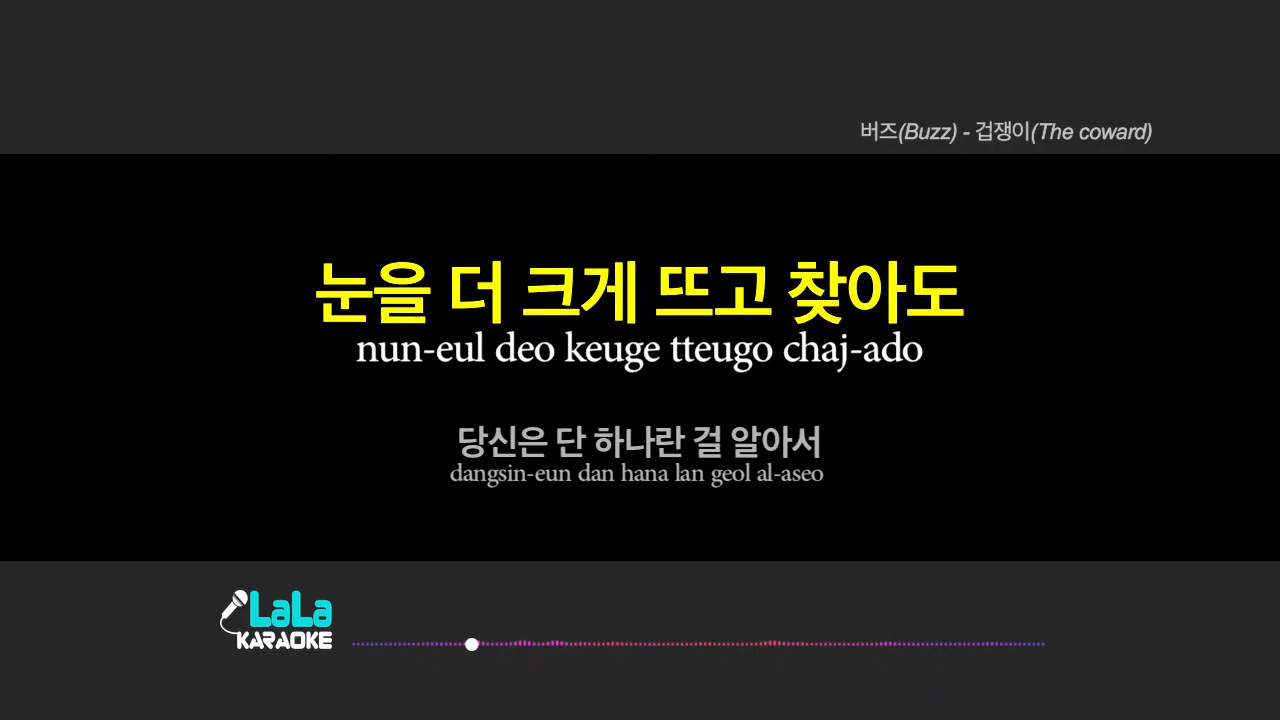 버즈(Buzz) - 겁쟁이(The coward)
눈을 더 크게 뜨고 찾아도
nun-eul deo keuge tteugo chaj-ado
당신은 단 하나란 걸 알아서
dangsin-eun dan hana lan geol al-aseo
LaLa
KARAOKE